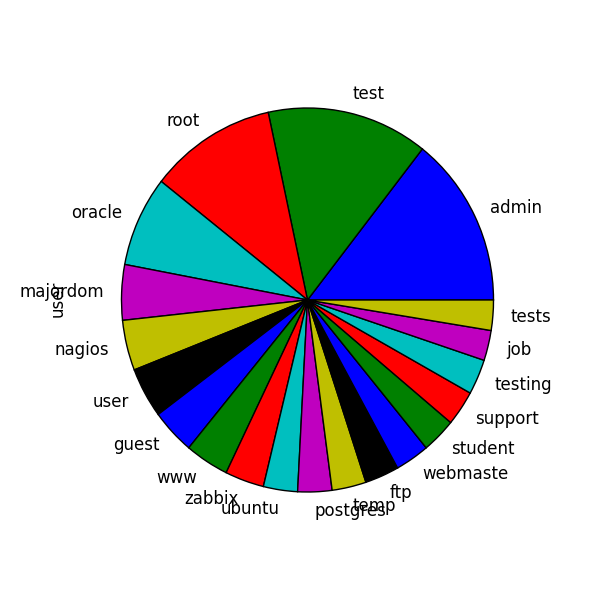 test
root
admin
oracle
majordom
user
nagios
tests
job
user
testing
guest
support
www
student
zabbix
webmaste
ubuntu
ftp
postgres
temp